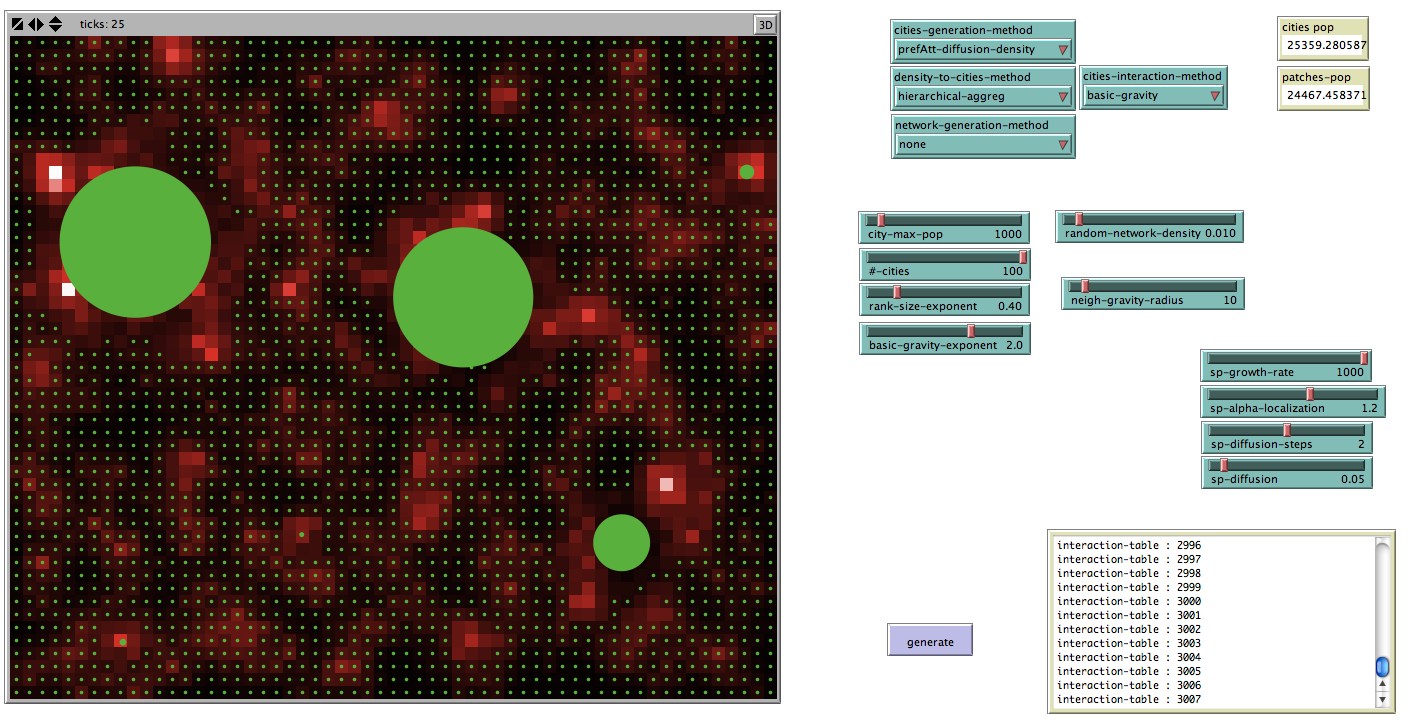 ticks: 25
3D
cities-generation-method
prefAtt-diffusion-density
density-to-cities-method
hierarchical-aggreg
cities-interaction-method
basic-gravity
network-generation-method
none
cities pop
25359.280587
patches-pop
24467.458371
city-max-pop 1000
random-network-density 0.010
#-cities 100
neigh-gravity-radius 10
rank-size-exponent 0.40
basic-gravity-exponent 2.0
sp-growth-rate 1000
sp-alpha-localization 1.2
sp-diffusion-steps 2
sp-diffusion 0.05
generate
interaction-table : 2996
interaction-table : 2997
interaction-table : 2998
interaction-table : 2999
interaction-table : 3000
interaction-table : 3001
interaction-table : 3002
interaction-table : 3003
interaction-table : 3004
interaction-table : 3005
interaction-table : 3006
interaction-table : 3007